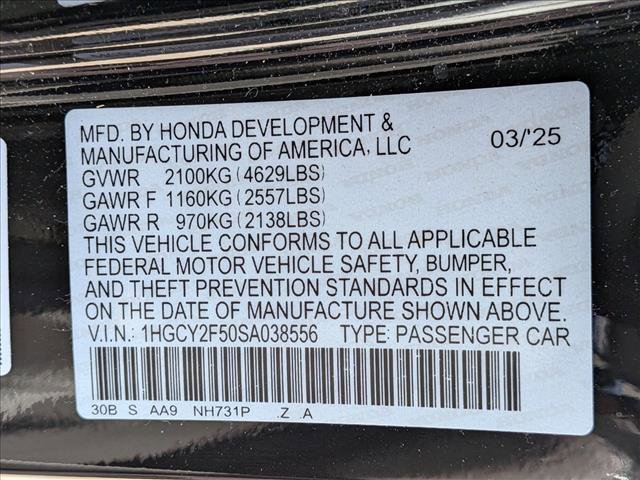 MFD. BY HONDA DEVELOPMENT & MANUFACTURING OF AMERICA, LLC 03/'25
GVWR 2100KG (4629LBS)
GAWR F 1160KG (2557LBS)
GAWR R 970KG (2138LBS)
THIS VEHICLE CONFORMS TO ALL APPLICABLE
FEDERAL MOTOR VEHICLE SAFETY, BUMPER,
AND THEFT PREVENTION STANDARDS IN EFFECT
ON THE DATE OF MANUFACTURE SHOWN ABOVE.
V.I.N.: 1HGCY2F50SA038556 TYPE: PASSENGER CAR
30B S AA9 NH731P .Z .A